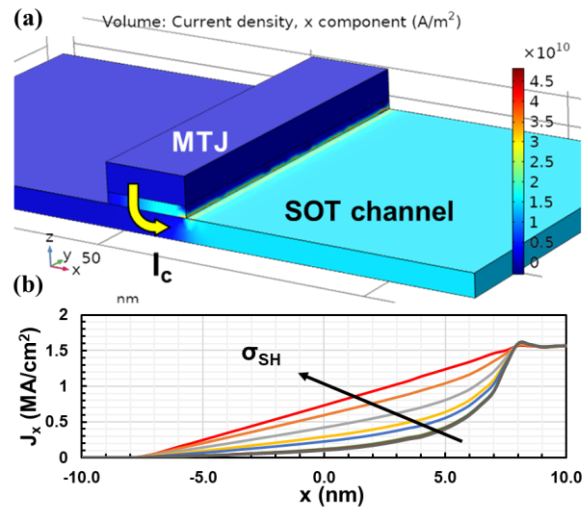 (a) Volume: Current density, x component (A/m²)
×10¹⁰
4.5
4
3.5
3
2.5
2
1.5
1
0.5
0
MTJ
SOT channel
I_C
z
y
x
50
nm
(b)
2
1.5
1
0.5
0
J_x (MA/cm²)
σ_SH
-10.0 -5.0 0.0 5.0 10.0
x (nm)